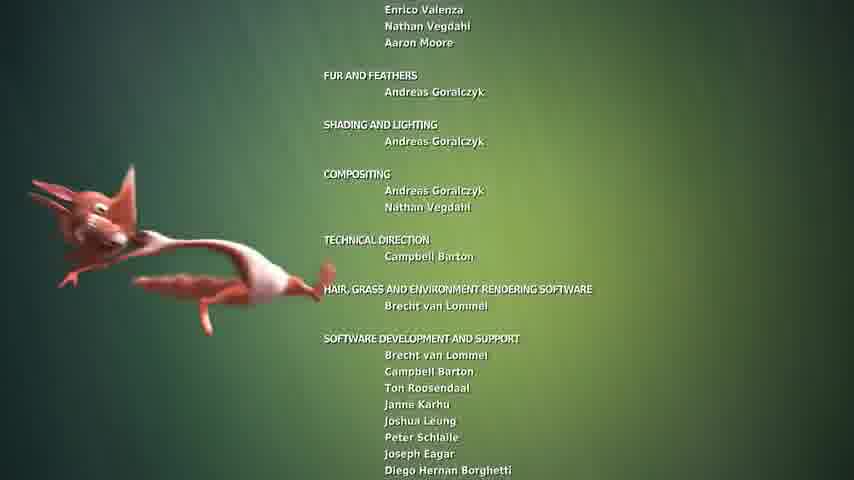 Enrico Valenza
Nathan Vegdahl
Aaron Moore
FUR AND FEATHERS
Andreas Goralczyk
SHADING AND LIGHTING
Andreas Goralczyk
COMPOSITING
Andreas Goralczyk
Nathan Vegdahl
TECHNICAL DIRECTION
Campbell Barton
HAIR, GRASS AND ENVIRONMENT RENDERING SOFTWARE
Brecht van Lommel
SOFTWARE DEVELOPMENT AND SUPPORT
Brecht van Lommel
Campbell Barton
Ton Roosendaal
Janne Karhu
Joshua Leung
Peter Schlaile
Joseph Eagar
Diego Hernan Borghetti